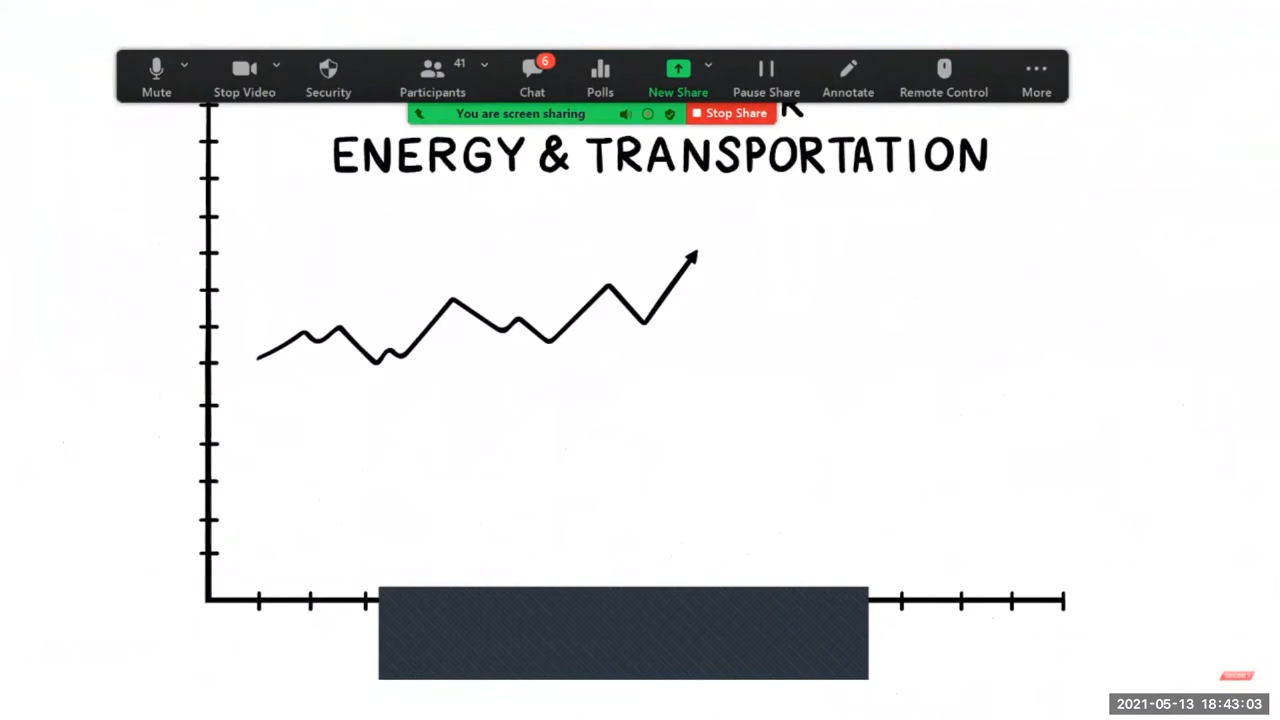 41
6
Mute
Stop Video
Security
Participants
Chat
Polls
New Share
Pause Share
Annotate
Remote Control
More
You are screen sharing
Stop Share
ENERGY & TRANSPORTATION
2021-05-13 18:43:03